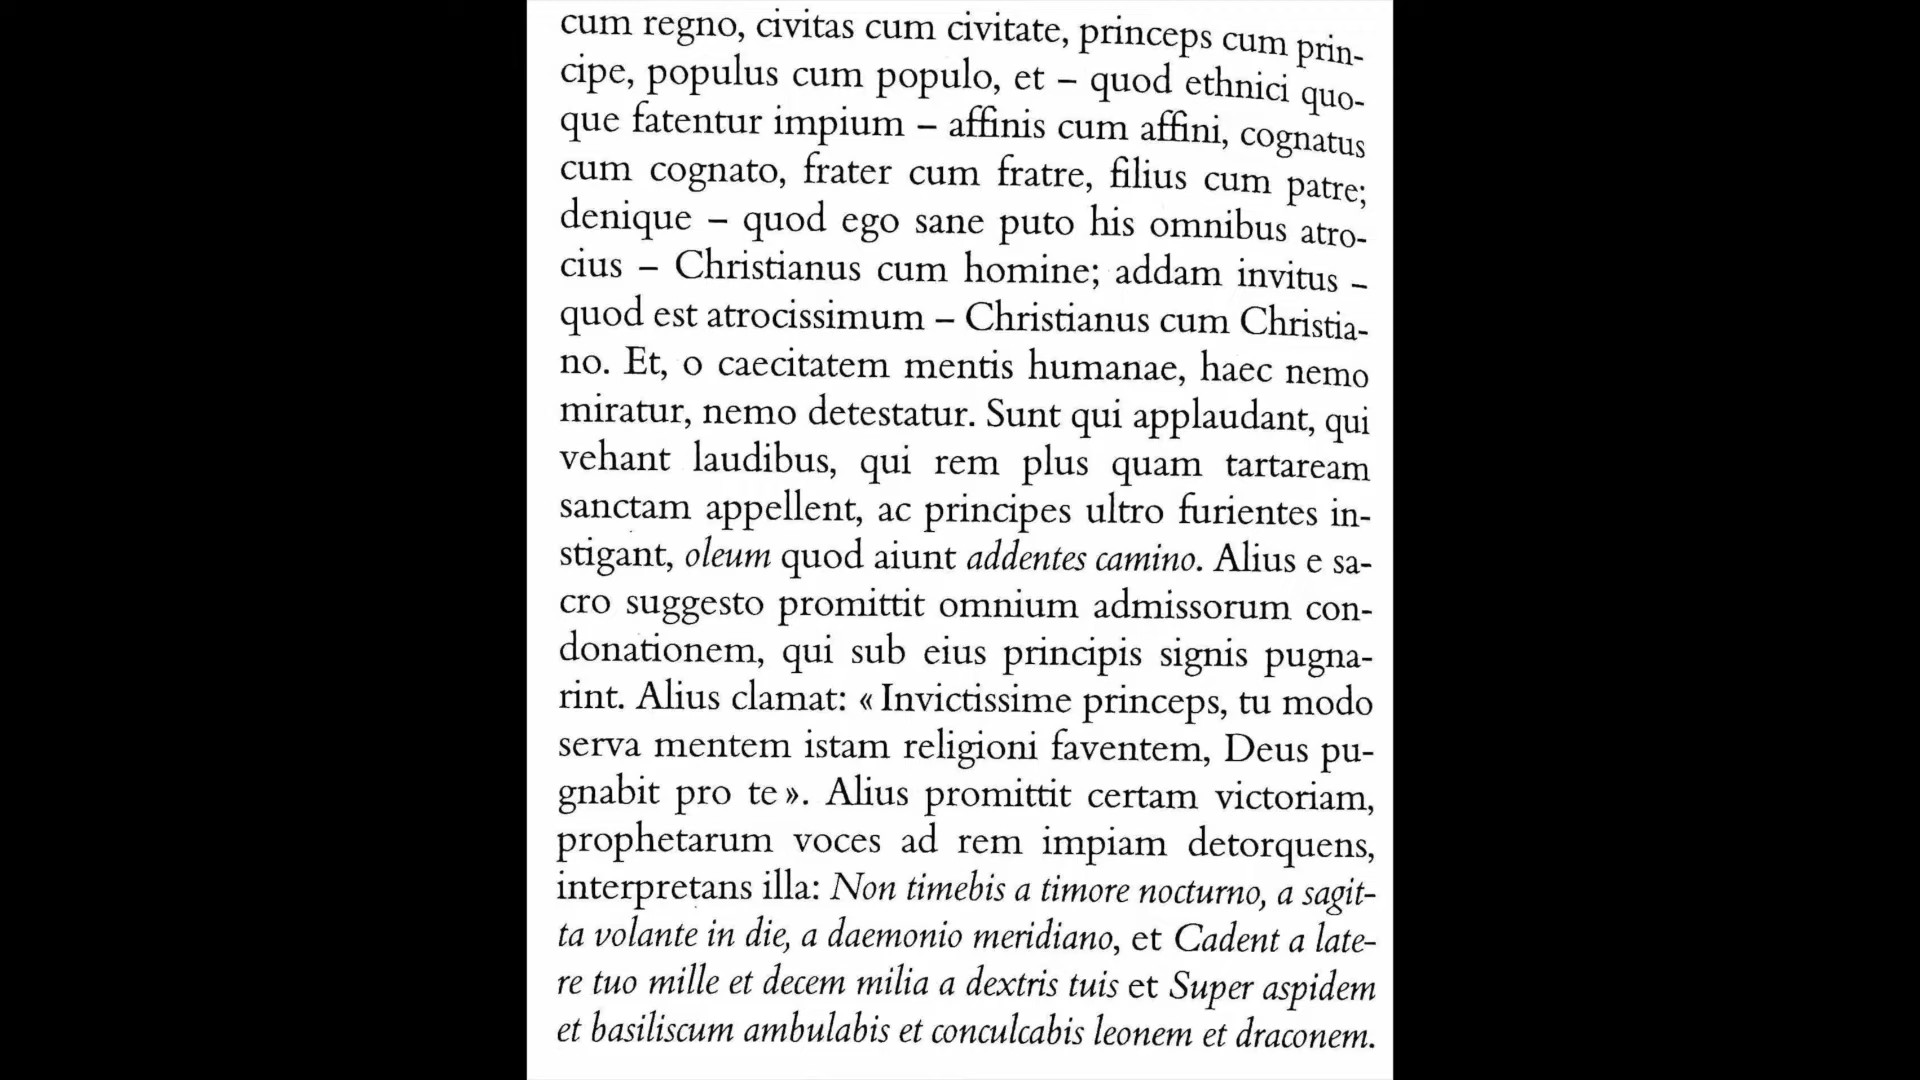 cum regno, civitas cum civitate, princeps cum prin-
cipe, populus cum populo, et – quod ethnici quo-
que fatentur impium – affinis cum affini, cognatus
cum cognato, frater cum fratre, filius cum patre;
denique – quod ego sane puto his omnibus atro-
cius – Christianus cum homine; addam invitus –
quod est atrocissimum – Christianus cum Christia-
no. Et, o caecitatem mentis humanae, haec nemo
miratur, nemo detestatur. Sunt qui applaudant, qui
vehant laudibus, qui rem plus quam tartaream
sanctam appellent, ac principes ultro furientes in-
stigant, oleum quod aiunt addentes camino. Alius e sa-
cro suggesto promittit omnium admissorum con-
donationem, qui sub eius principis signis pugna-
rint. Alius clamat: « Invictissime princeps, tu modo
serva mentem istam religioni faventem, Deus pu-
gnabit pro te ». Alius promittit certam victoriam,
prophetarum voces ad rem impiam detorquens,
interpretans illa: Non timebis a timore nocturno, a sagit-
ta volante in die, a daemonio meridiano, et Cadent a late-
re tuo mille et decem milia a dextris tuis et Super aspidem
et basiliscum ambulabis et conculcabis leonem et draconem.